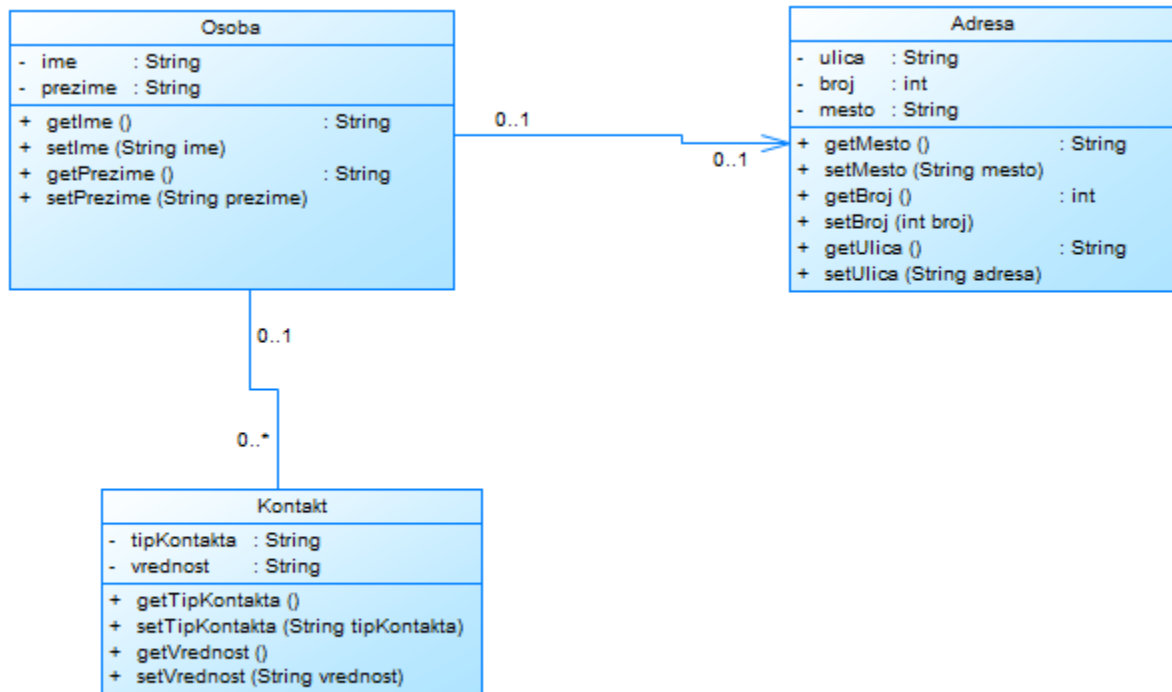 Osoba
- ime : String
- prezime : String
+ getIme () : String
+ setIme (String ime)
+ getPrezime () : String
+ setPrezime (String prezime)
0..1
0..1
Adresa
- ulica : String
- broj : int
- mesto : String
+ getMesto () : String
+ setMesto (String mesto)
+ getBroj () : int
+ setBroj (int broj)
+ getUlica () : String
+ setUlica (String adresa)
0..1
0..*
Kontakt
- tipKontakta : String
- vrednost : String
+ getTipKontakta ()
+ setTipKontakta (String tipKontakta)
+ getVrednost ()
+ setVrednost (String vrednost)